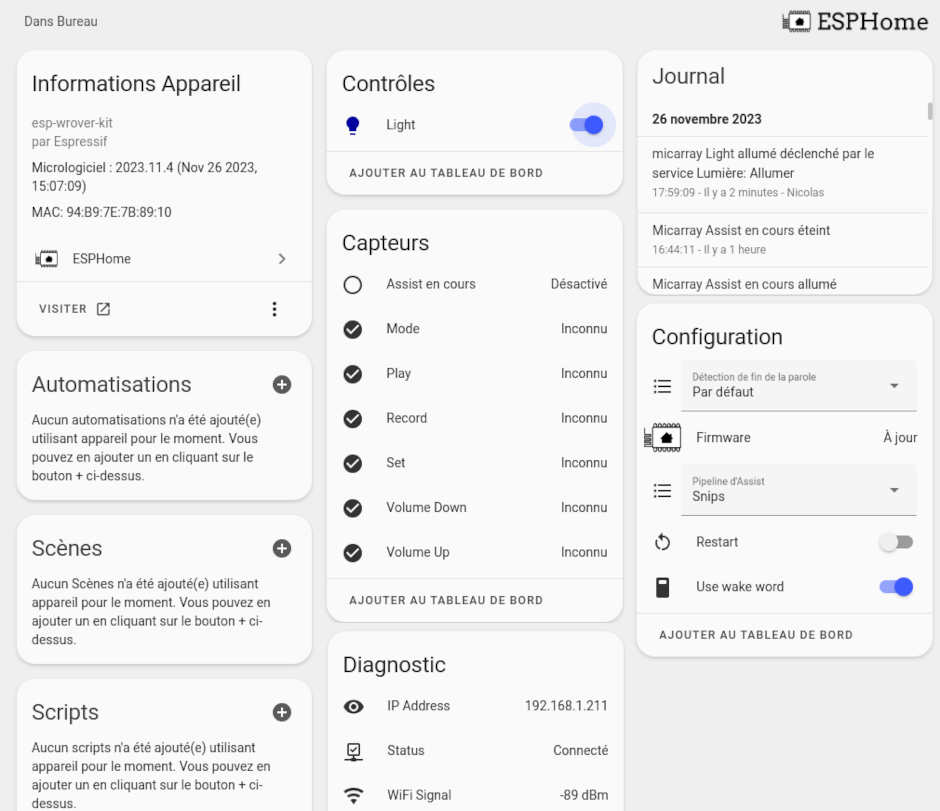 Dans Bureau
ESPHome
Informations Appareil
esp-wrover-kit
par Espressif
Micrologiciel : 2023.11.4 (Nov 26 2023,
15:07:09)
MAC: 94:B9:7E:7B:89:10
ESPHome
VISITER
Automatisations
Aucun automatisations n'a été ajouté(e)
utilisant appareil pour le moment. Vous
pouvez en ajouter un en cliquant sur le
bouton + ci-dessus.
Scènes
Aucun Scènes n'a été ajouté(e) utilisant
appareil pour le moment. Vous pouvez en
ajouter un en cliquant sur le bouton + ci-
dessus.
Scripts
Aucun scripts n'a été ajouté(e) utilisant
appareil pour le moment. Vous pouvez en
ajouter un en cliquant sur le bouton + ci-
dessus.
Contrôles
Light
AJOUTER AU TABLEAU DE BORD
Capteurs
Assist en cours Désactivé
Mode Inconnu
Play Inconnu
Record Inconnu
Set Inconnu
Volume Down Inconnu
Volume Up Inconnu
AJOUTER AU TABLEAU DE BORD
Diagnostic
IP Address 192.168.1.211
Status Connecté
WiFi Signal -89 dBm
Journal
26 novembre 2023
micarray Light allumé déclenché par le
service Lumière: Allumer
17:59:09 - Il y a 2 minutes - Nicolas
Micarray Assist en cours éteint
16:44:11 - Il y a 1 heure
Micarray Assist en cours allumé
Configuration
Détection de fin de la parole
Par défaut
Firmware À jour
Pipeline d'Assist
Snips
Restart
Use wake word
AJOUTER AU TABLEAU DE BORD